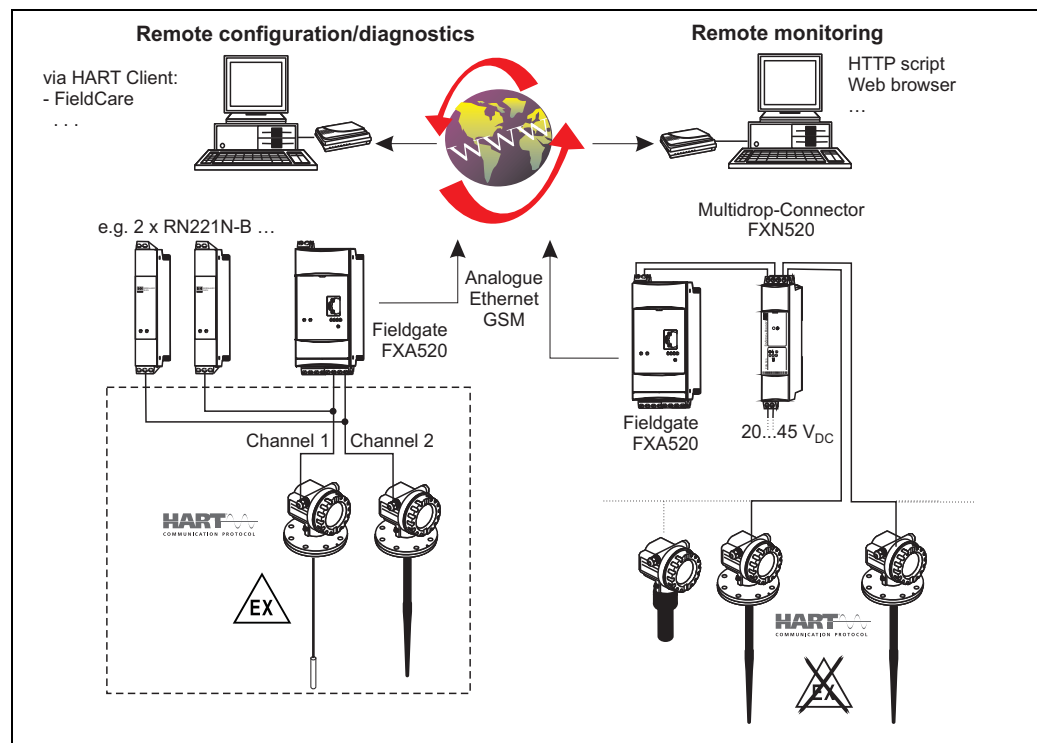 Remote configuration/diagnostics
Remote monitoring
via HART Client:
- FieldCare
. . .
HTTP script
Web browser
...
WWW
e.g. 2 x RN221N-B ...
Multidrop-Connector
FXN520
Analogue
Ethernet
GSM
Fieldgate
FXA520
Fieldgate
FXA520
20...45 VDC
Channel 1
Channel 2
HART
COMMUNICATION PROTOCOL
EX
HART
COMMUNICATION PROTOCOL
EX